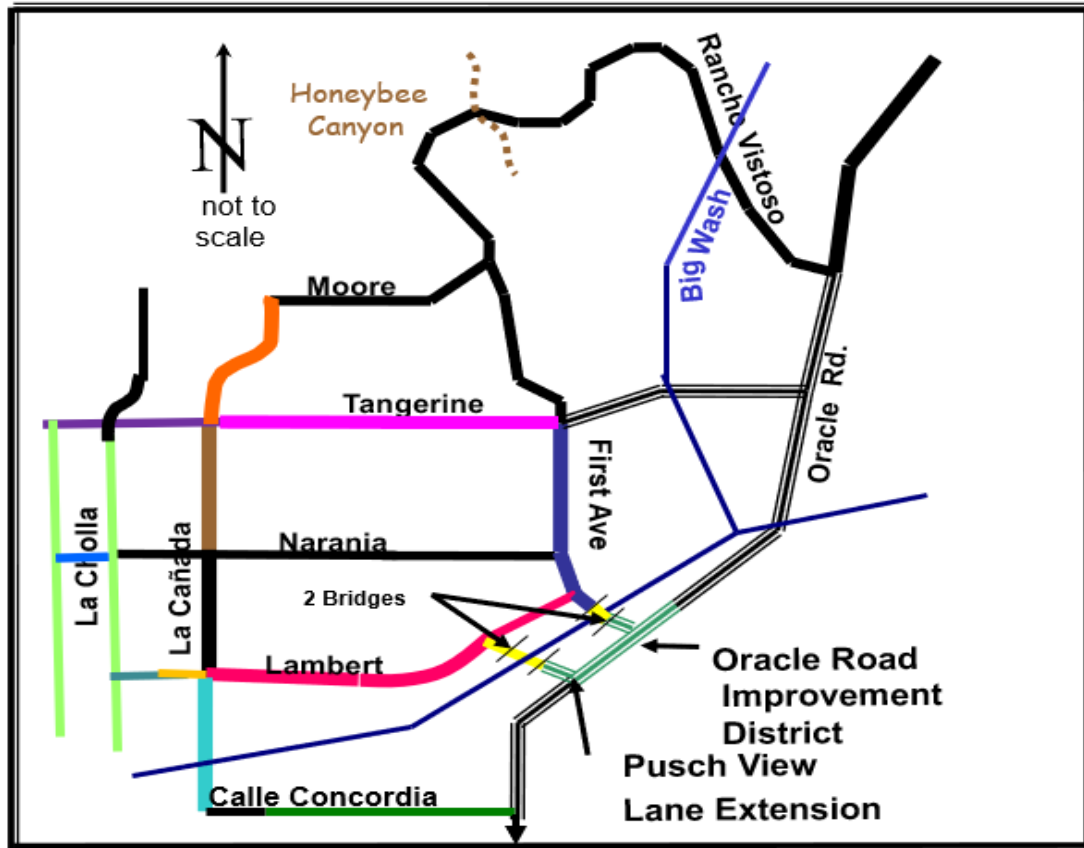 Honeybee
Canyon
N
not to
scale
Rancho Vistoso
Big Wash
Moore
Oracle Rd.
Tangerine
First Ave
La Cholla
La Cañada
Narania
2 Bridges
Lambert
Oracle Road
Improvement
District
Pusch View
Lane Extension
Calle Concordia